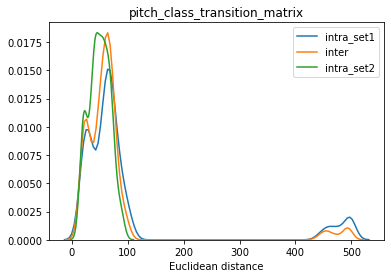 pitch_class_transition_matrix
intra_set1
inter
intra_set2
0.0175
0.0150
0.0125
0.0100
0.0075
0.0050
0.0025
0.0000
0
100
200
300
400
500
Euclidean distance